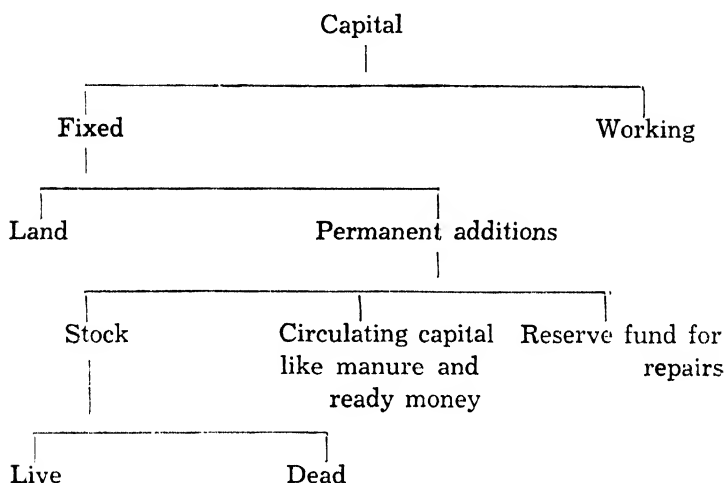 Capital
Fixed Working
Land Permanent additions
Stock Circulating capital Reserve fund for
like manure and repairs
ready money
Live Dead